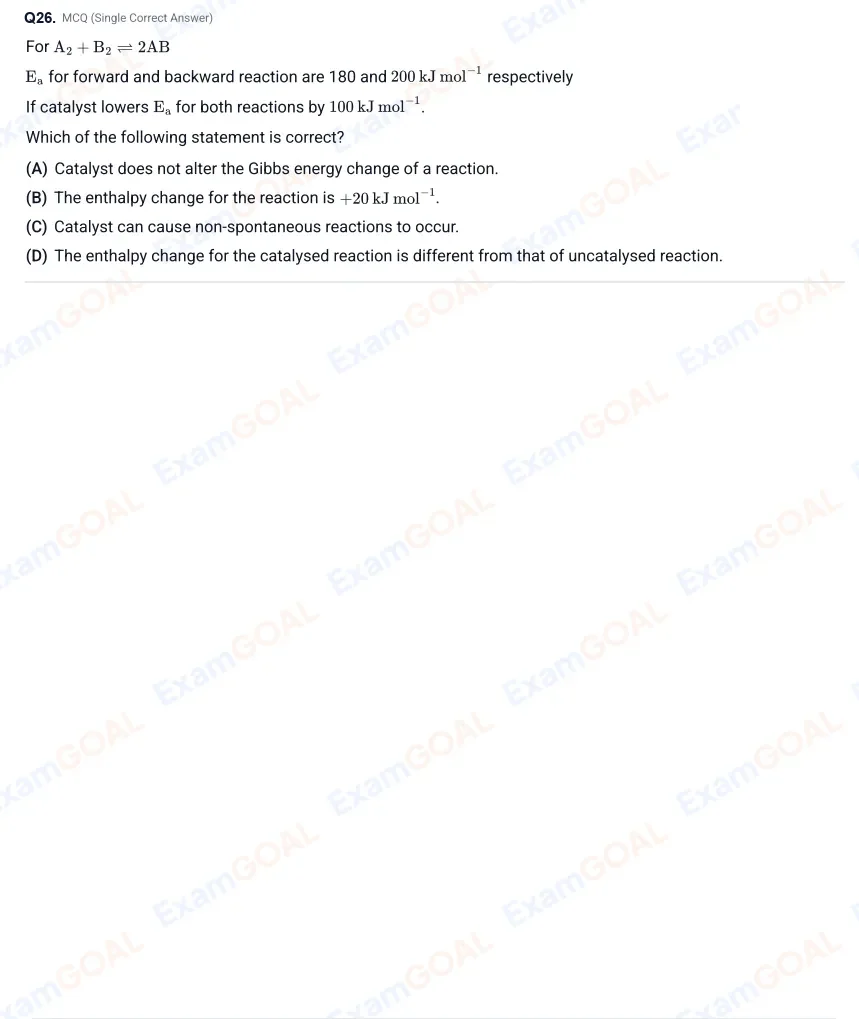 Q26. MCQ (Single Correct Answer)
For A₂ + B₂ ⇌ 2AB
Eₐ for forward and backward reaction are 180 and 200 kJ mol⁻¹ respectively
If catalyst lowers Eₐ for both reactions by 100 kJ mol⁻¹.
Which of the following statement is correct?
(A) Catalyst does not alter the Gibbs energy change of a reaction.
(B) The enthalpy change for the reaction is +20 kJ mol⁻¹.
(C) Catalyst can cause non-spontaneous reactions to occur.
(D) The enthalpy change for the catalysed reaction is different from that of uncatalysed reaction.
ExamGOAL